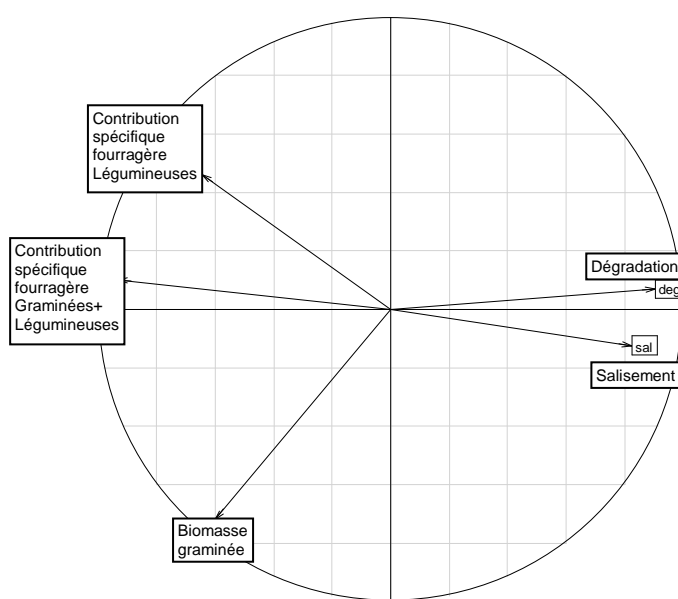 Contribution
spécifique
fourragère
Légumineuses
Contribution
spécifique
fourragère
Graminées+
Légumineuses
Dégradation
deg
sal
Salisement
Biomasse
graminée